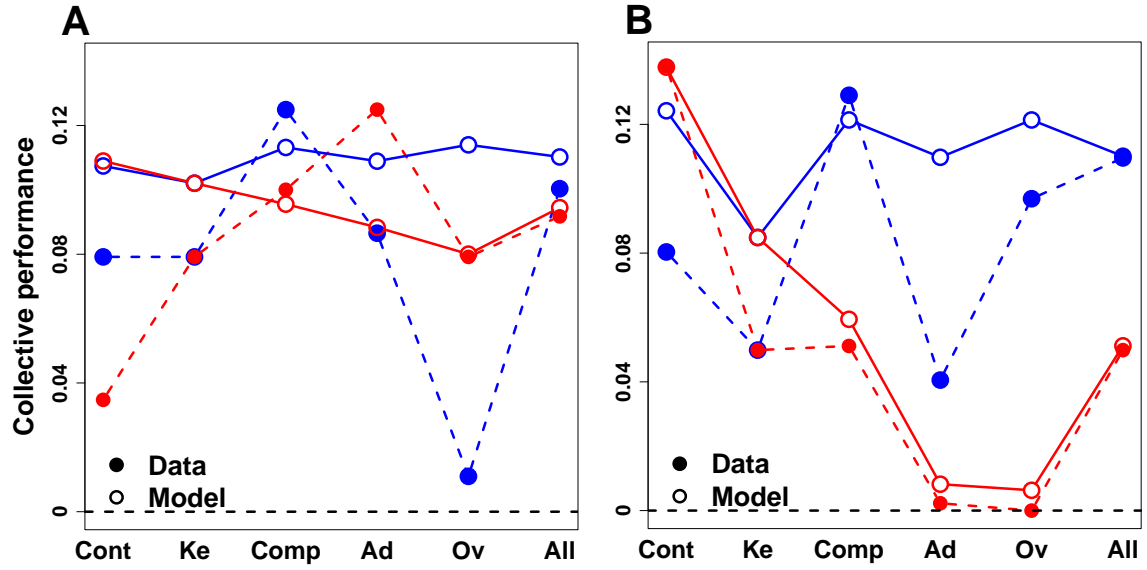 A
B
Collective performance
0.12
0.08
0.04
0
Data
Model
Cont Ke Comp Ad Ov All
0.12
0.08
0.04
0
Data
Model
Cont Ke Comp Ad Ov All